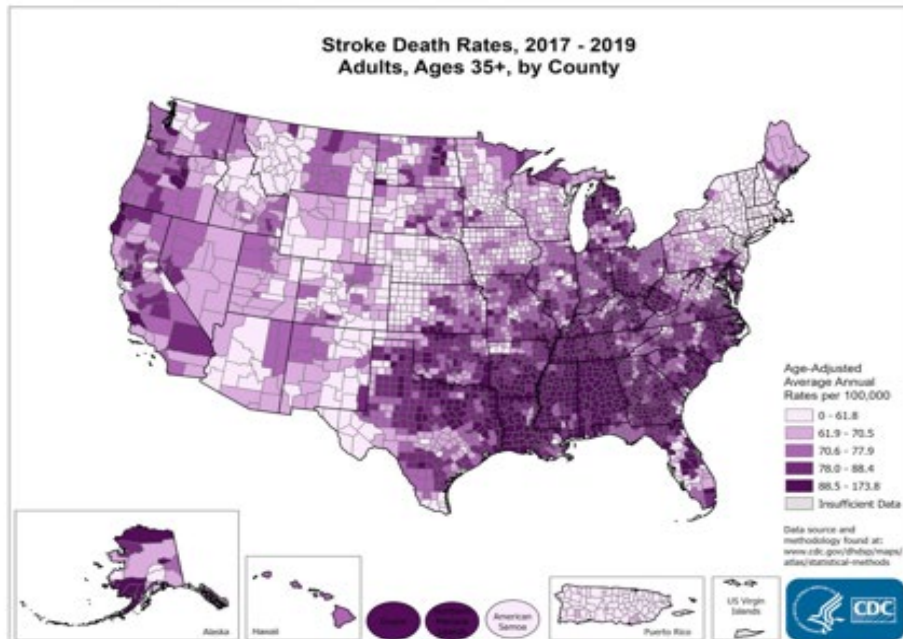 Stroke Death Rates, 2017 - 2019
Adults, Ages 35+, by County
Age-Adjusted
Average Annual
Rates per 100,000
0 - 61.8
61.9 - 70.5
70.6 - 77.9
78.0 - 88.4
88.5 - 173.8
Insufficient Data
Data source and
methodology found at:
www.cdc.gov/dhdsp/maps/
atlas/statistical-methods
Alaska
Hawaii
American
Samoa
Puerto Rico
US Virgin
Islands
CDC